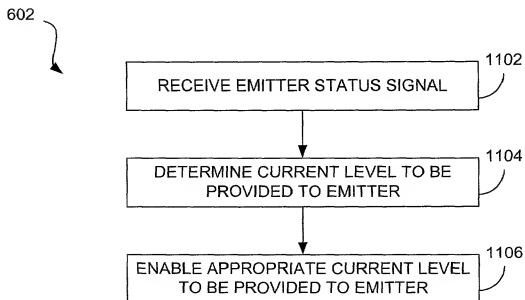 602
1102
RECEIVE EMITTER STATUS SIGNAL
1104
DETERMINE CURRENT LEVEL TO BE
PROVIDED TO EMITTER
1106
ENABLE APPROPRIATE CURRENT LEVEL
TO BE PROVIDED TO EMITTER